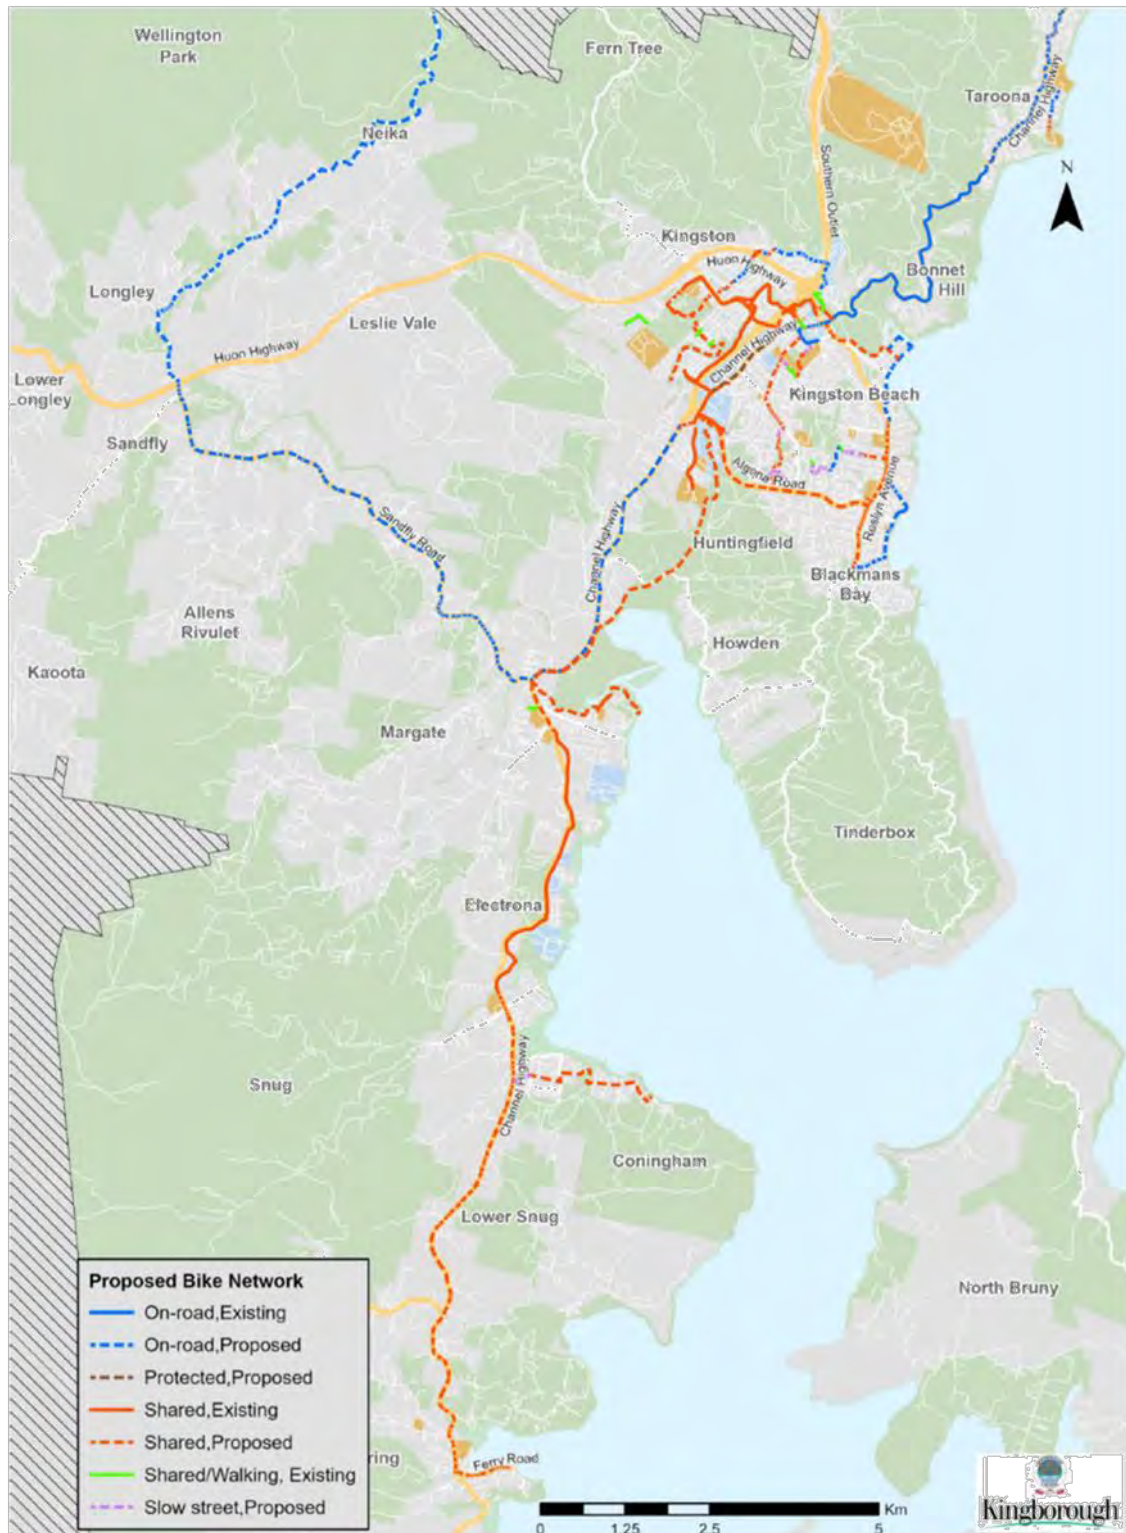 Wellington
Park
Fern Tree
Taroona
Channel Highway
Neika
N
Southern Outlet
Kingston
Huon Highway
Bonnet
Hill
Longley
Leslie Vale
Huon Highway
Channel Highway
Lower
Longley
Kingston Beach
Sandfly
Algona Road
Roslyn Avenue
Sandfly Road
Channel Highway
Huntingfield
Blackmans
Bay
Allens
Rivulet
Howden
Kaoota
Margate
Tinderbox
Electrona
Channel Highway
Snug
Coningham
Lower Snug
North Bruny
Proposed Bike Network
On-road,Existing
On-road,Proposed
Protected,Proposed
Shared,Existing
Shared,Proposed
Shared/Walking, Existing
Slow street,Proposed
ring
Ferry Road
Km
0 1.25 2.5 5
Kingborough